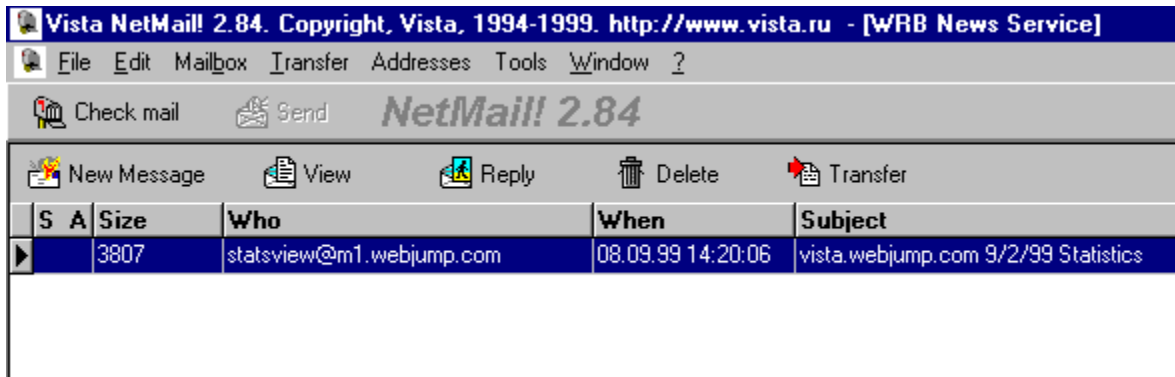 Vista NetMail! 2.84. Copyright, Vista, 1994-1999. http://www.vista.ru - [WRB News Service]
File Edit Mailbox Transfer Addresses Tools Window ?
Check mail Send NetMail! 2.84
New Message View Reply Delete Transfer
S A Size Who When Subject
3807 statsview@m1.webjump.com 08.09.99 14:20:06 vista.webjump.com 9/2/99 Statistics